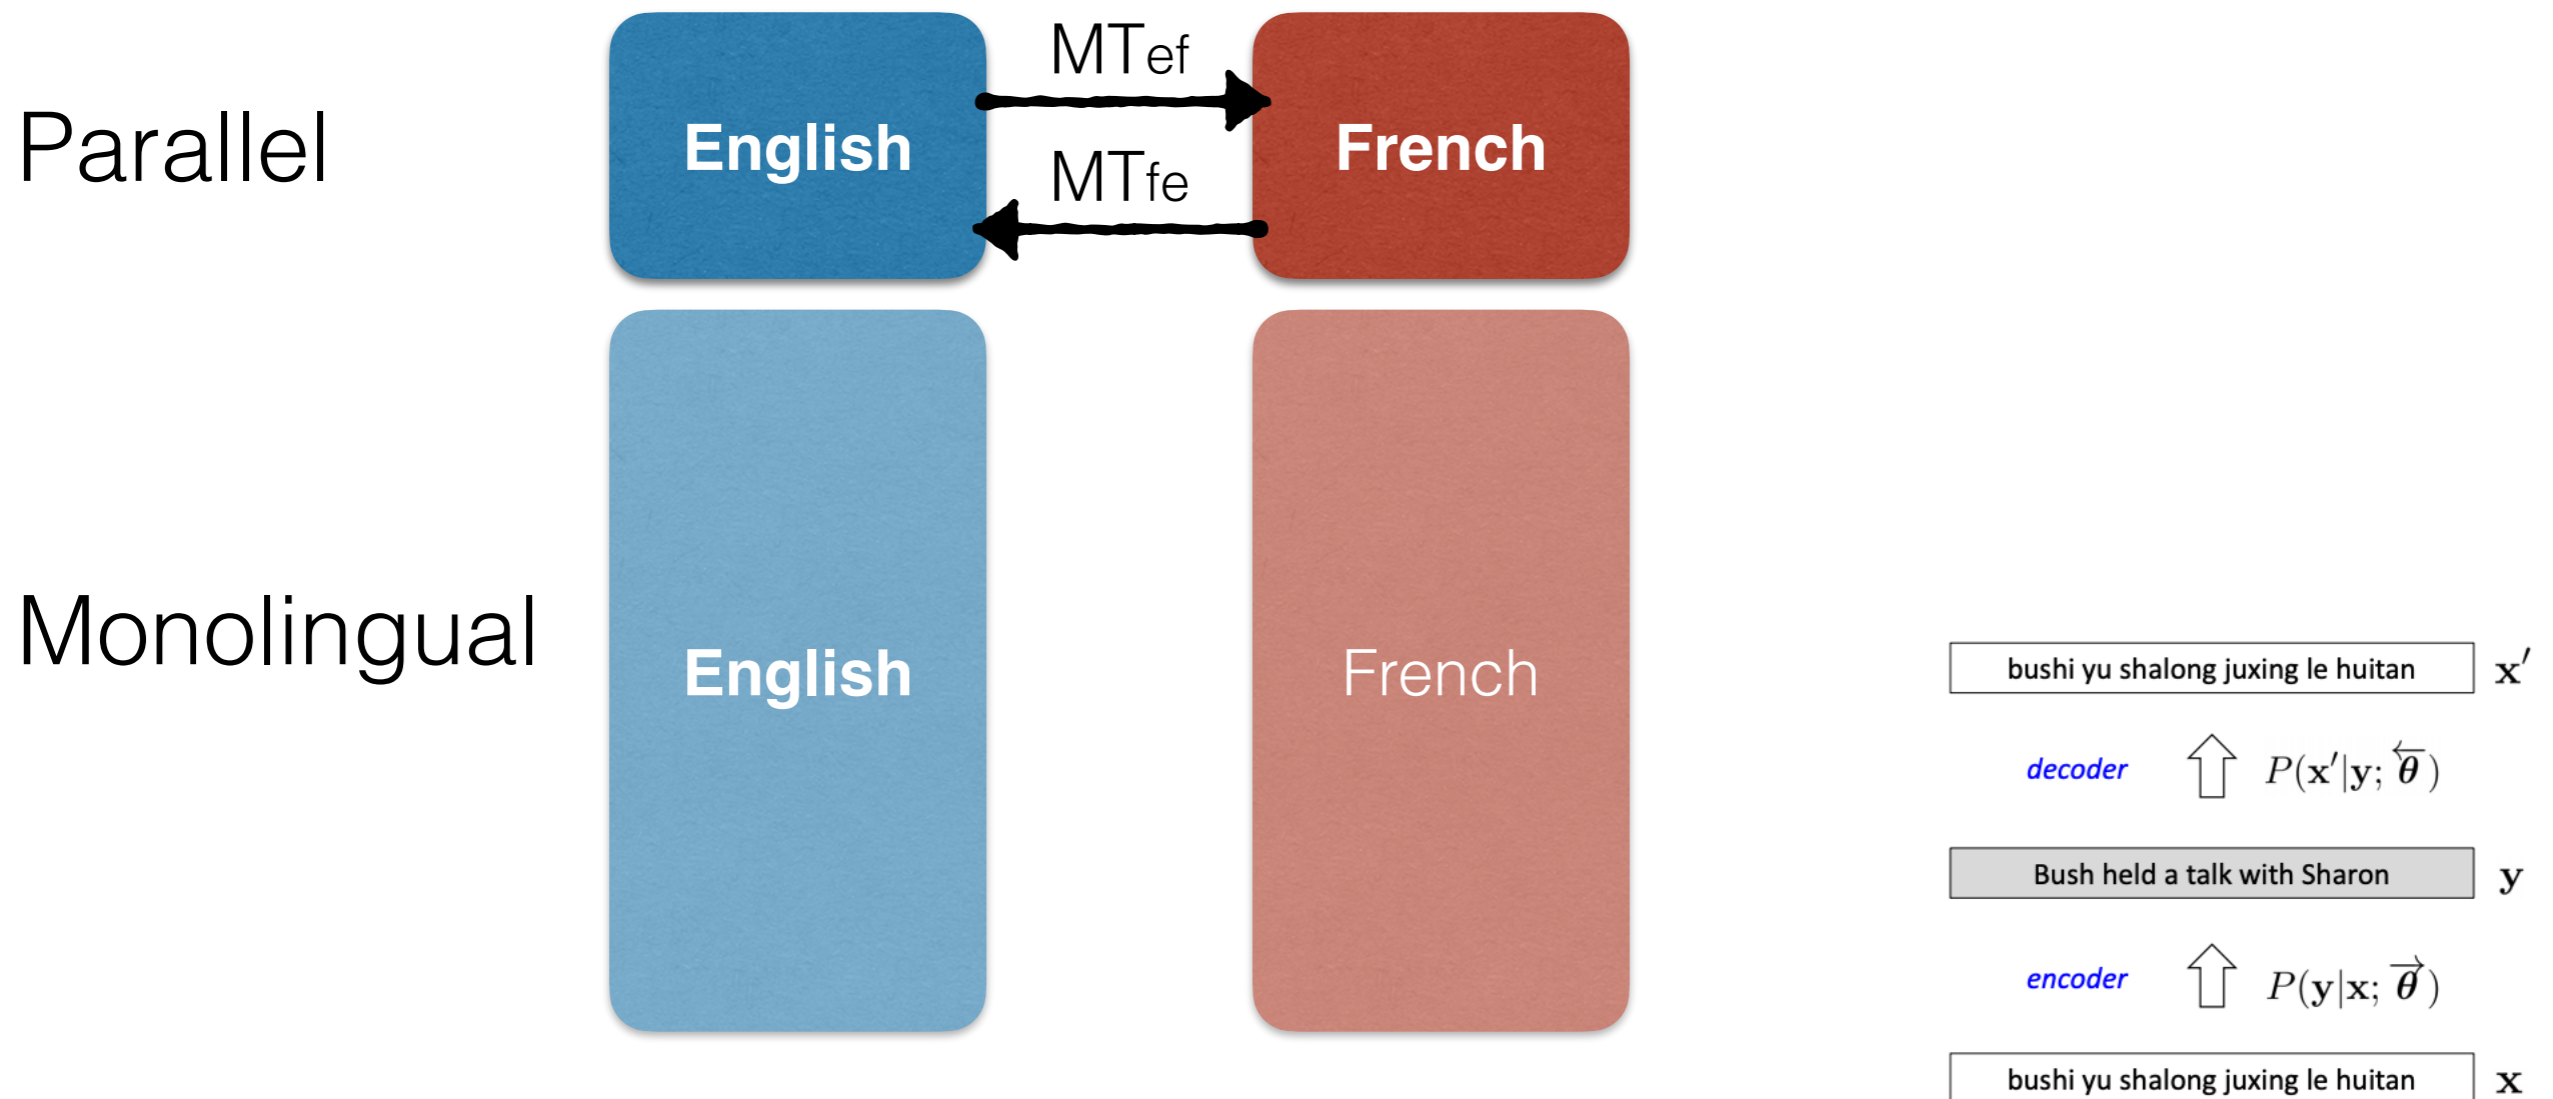 Parallel
English
MTef
MTfe
French
Monolingual
English
French
bushi yu shalong juxing le huitan x′
decoder P(x′|y; θ⃖)
Bush held a talk with Sharon y
encoder P(y|x; θ⃗)
bushi yu shalong juxing le huitan x